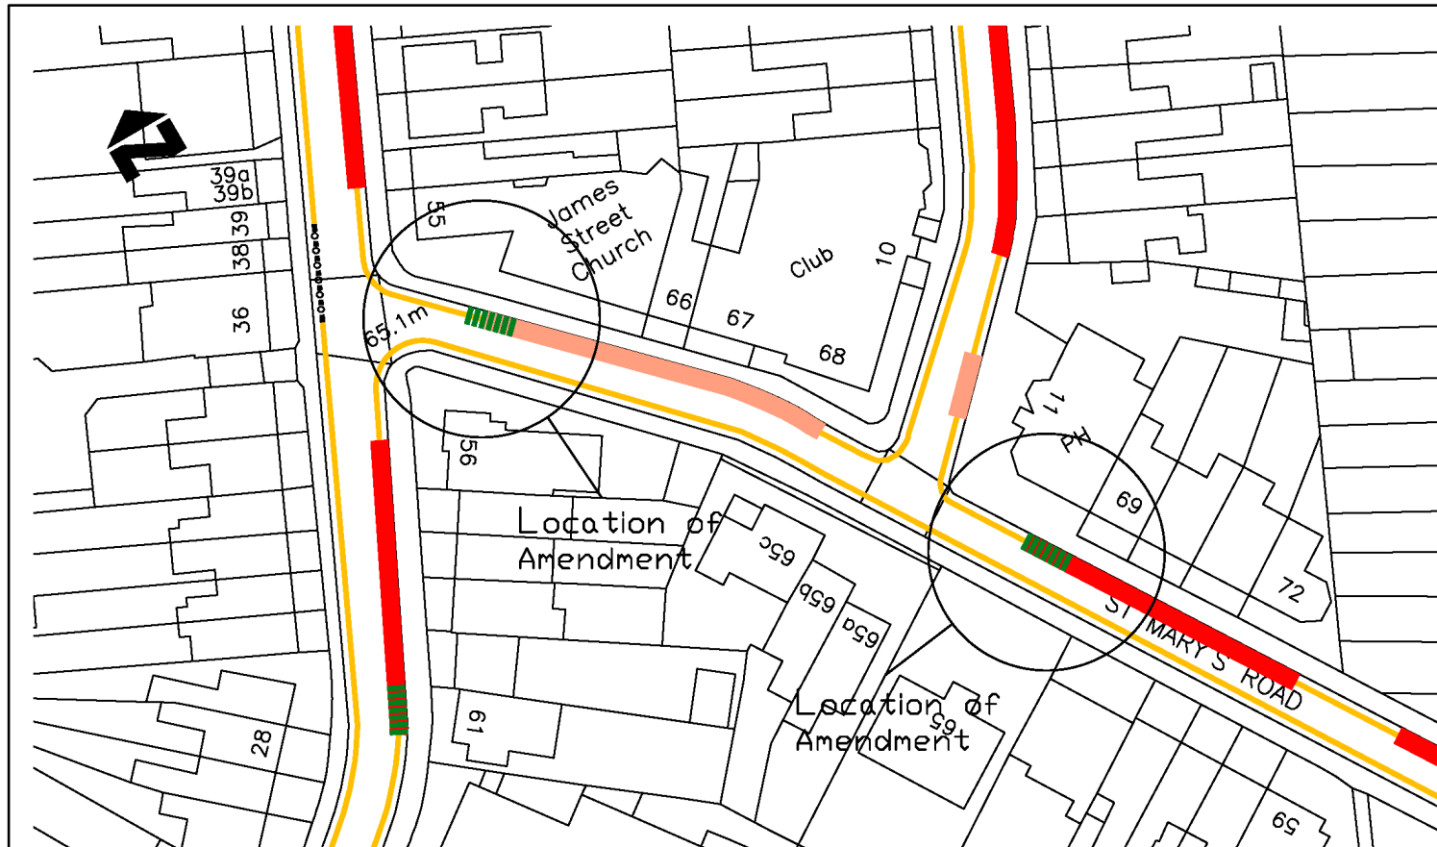 39a
39b
39
38
36
55
James
Street
Church
66
67
Club
10
68
65.1m
56
11
PH
69
72
Location of
Amendment
65c
65b
65a
ST MARY'S ROAD
Location of
Amendment
65
61
28
59